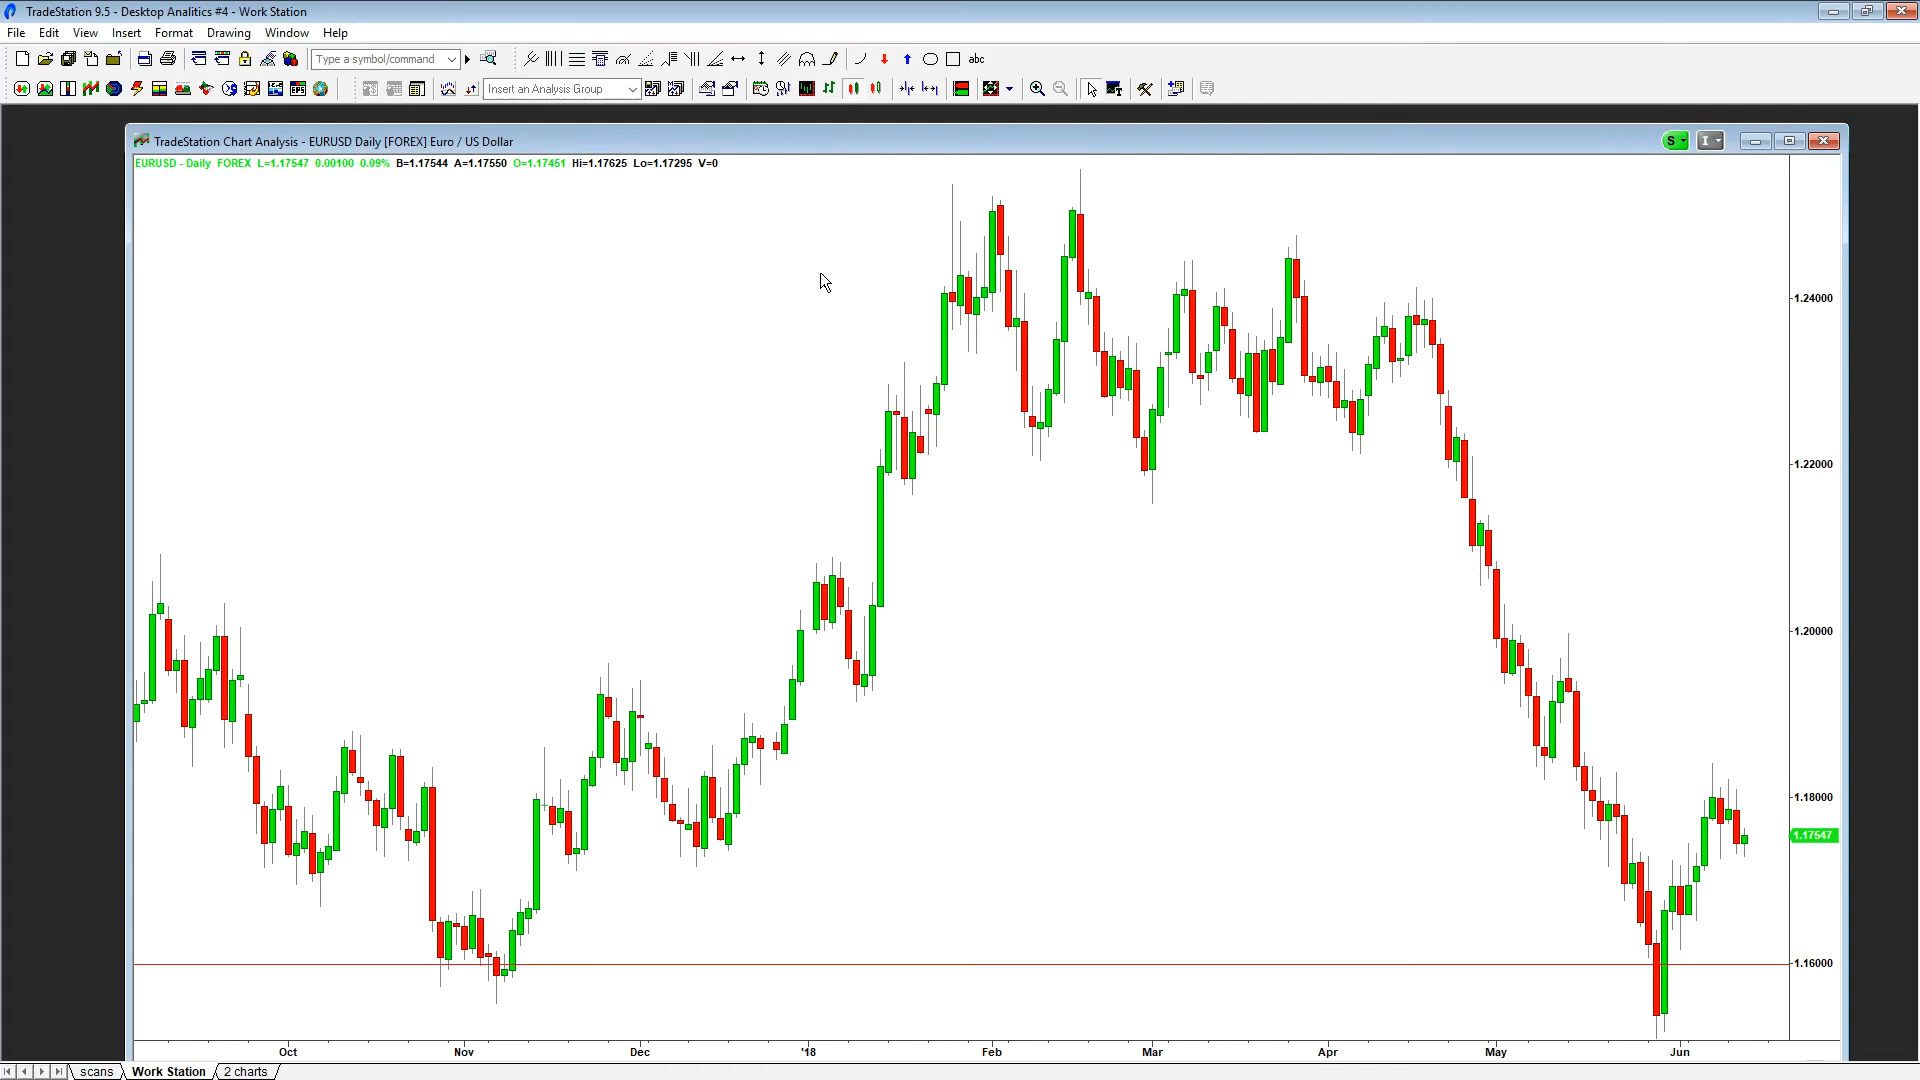 TradeStation 9.5 - Desktop Analitics #4 - Work Station
File Edit View Insert Format Drawing Window Help
Type a symbol/command
abc
Insert an Analysis Group
TradeStation Chart Analysis - EURUSD Daily [FOREX] Euro / US Dollar
S I
EURUSD - Daily FOREX L=1.17547 0.00100 0.09% B=1.17544 A=1.17550 O=1.17451 Hi=1.17625 Lo=1.17295 V=0
1.24000
1.22000
1.20000
1.18000
1.17547
1.16000
Oct Nov Dec '18 Feb Mar Apr May Jun
scans Work Station 2 charts